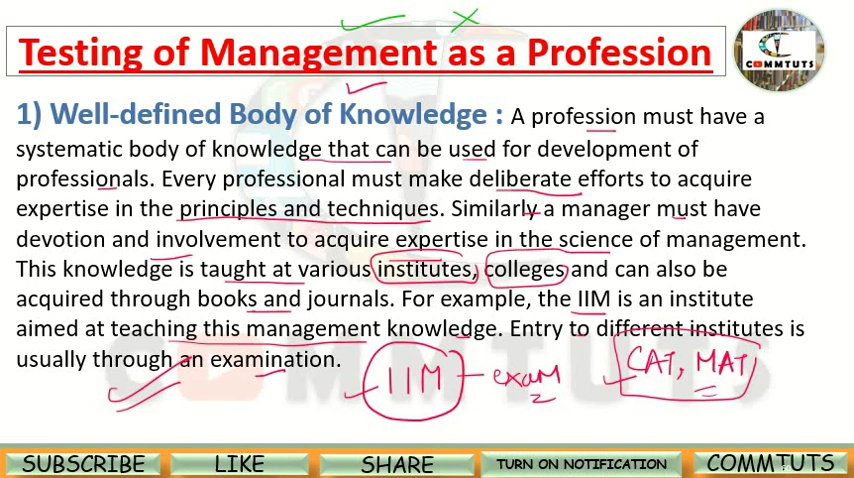 Testing of Management as a Profession
COMMTUTS
1) Well-defined Body of Knowledge : A profession must have a
systematic body of knowledge that can be used for development of
professionals. Every professional must make deliberate efforts to acquire
expertise in the principles and techniques. Similarly a manager must have
devotion and involvement to acquire expertise in the science of management.
This knowledge is taught at various institutes, colleges and can also be
acquired through books and journals. For example, the IIM is an institute
aimed at teaching this management knowledge. Entry to different institutes is
usually through an examination.
IIM – exam CAT, MAT
COMMTUTS
SUBSCRIBE LIKE SHARE TURN ON NOTIFICATION COMMTUTS